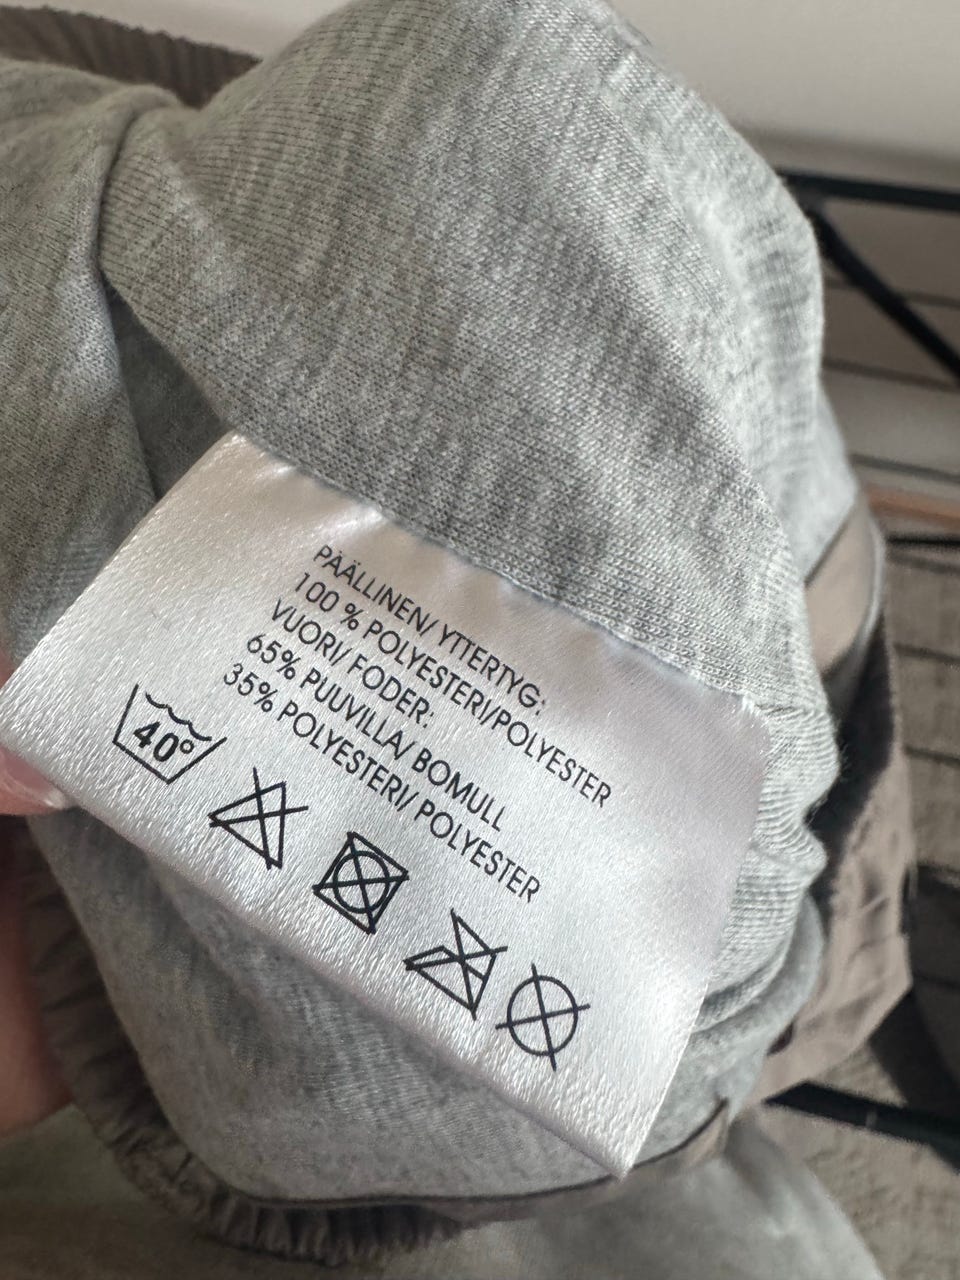 PÄÄLLINEN/ YTTERTYG:
100 % POLYESTERI/POLYESTER
VUORI/ FODER:
65% PUUVILLA/ BOMULL
35% POLYESTERI/ POLYESTER
40°